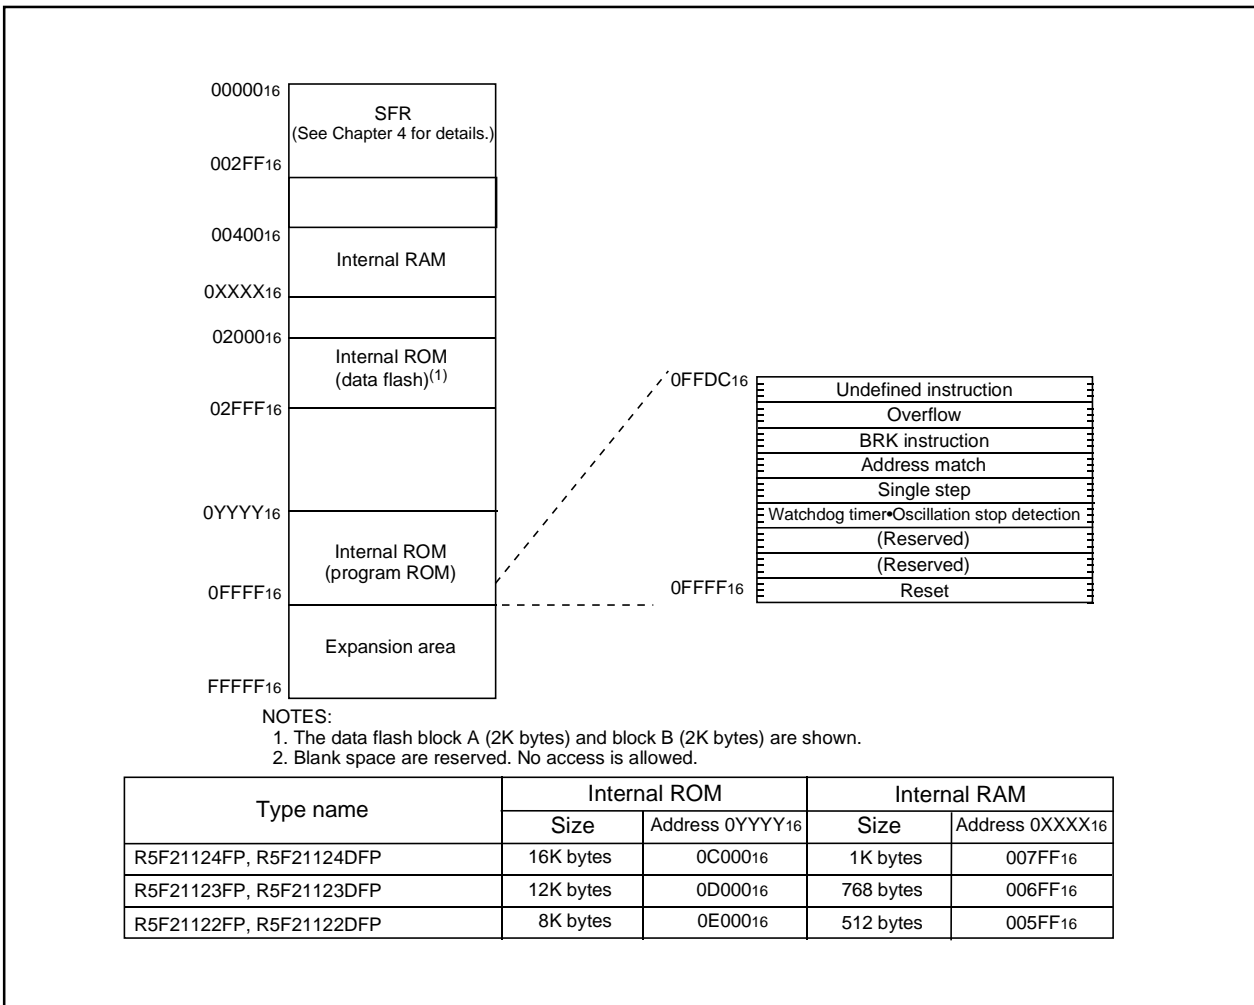 0000016
SFR
(See Chapter 4 for details.)
002FF16
0040016
Internal RAM
0XXXX16
0200016
Internal ROM
(data flash)(1)
02FFF16
0YYYY16
Internal ROM
(program ROM)
0FFFF16
Expansion area
FFFFF16
0FFDC16
Undefined instruction
Overflow
BRK instruction
Address match
Single step
Watchdog timer•Oscillation stop detection
(Reserved)
(Reserved)
0FFFF16
Reset
NOTES:
1. The data flash block A (2K bytes) and block B (2K bytes) are shown.
2. Blank space are reserved. No access is allowed.
Type name Internal ROM Internal RAM
Size Address 0YYYY16 Size Address 0XXXX16
R5F21124FP, R5F21124DFP 16K bytes 0C00016 1K bytes 007FF16
R5F21123FP, R5F21123DFP 12K bytes 0D00016 768 bytes 006FF16
R5F21122FP, R5F21122DFP 8K bytes 0E00016 512 bytes 005FF16